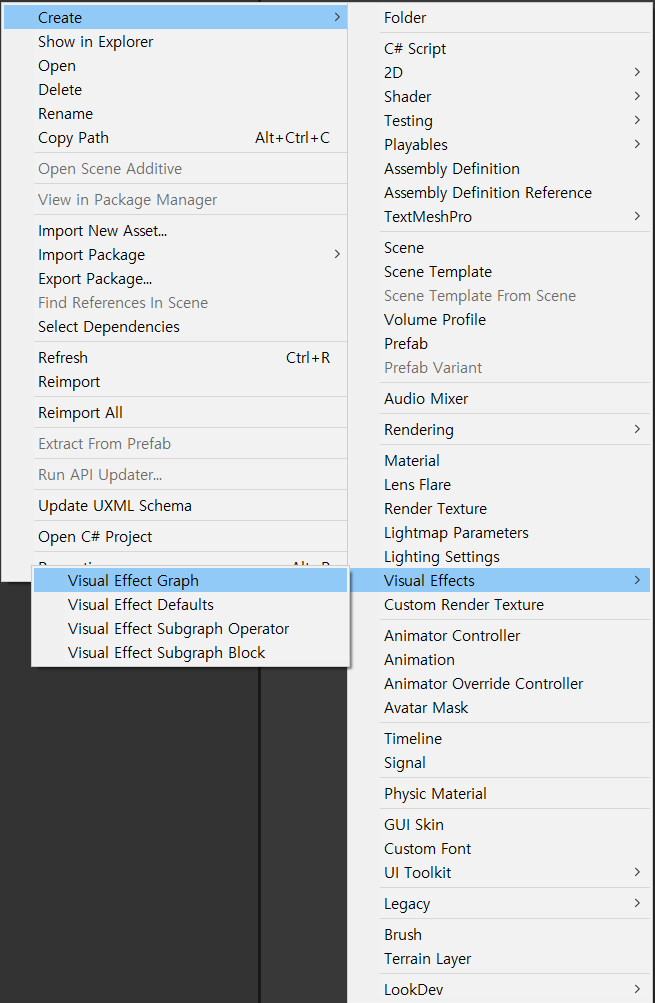 Create
Show in Explorer
Open
Delete
Rename
Copy Path Alt+Ctrl+C
Open Scene Additive
View in Package Manager
Import New Asset...
Import Package
Export Package...
Find References In Scene
Select Dependencies
Refresh Ctrl+R
Reimport
Reimport All
Extract From Prefab
Run API Updater...
Update UXML Schema
Open C# Project
Visual Effect Graph
Visual Effect Defaults
Visual Effect Subgraph Operator
Visual Effect Subgraph Block
Folder
C# Script
2D
Shader
Testing
Playables
Assembly Definition
Assembly Definition Reference
TextMeshPro
Scene
Scene Template
Scene Template From Scene
Volume Profile
Prefab
Prefab Variant
Audio Mixer
Rendering
Material
Lens Flare
Render Texture
Lightmap Parameters
Lighting Settings
Visual Effects
Custom Render Texture
Animator Controller
Animation
Animator Override Controller
Avatar Mask
Timeline
Signal
Physic Material
GUI Skin
Custom Font
UI Toolkit
Legacy
Brush
Terrain Layer
LookDev